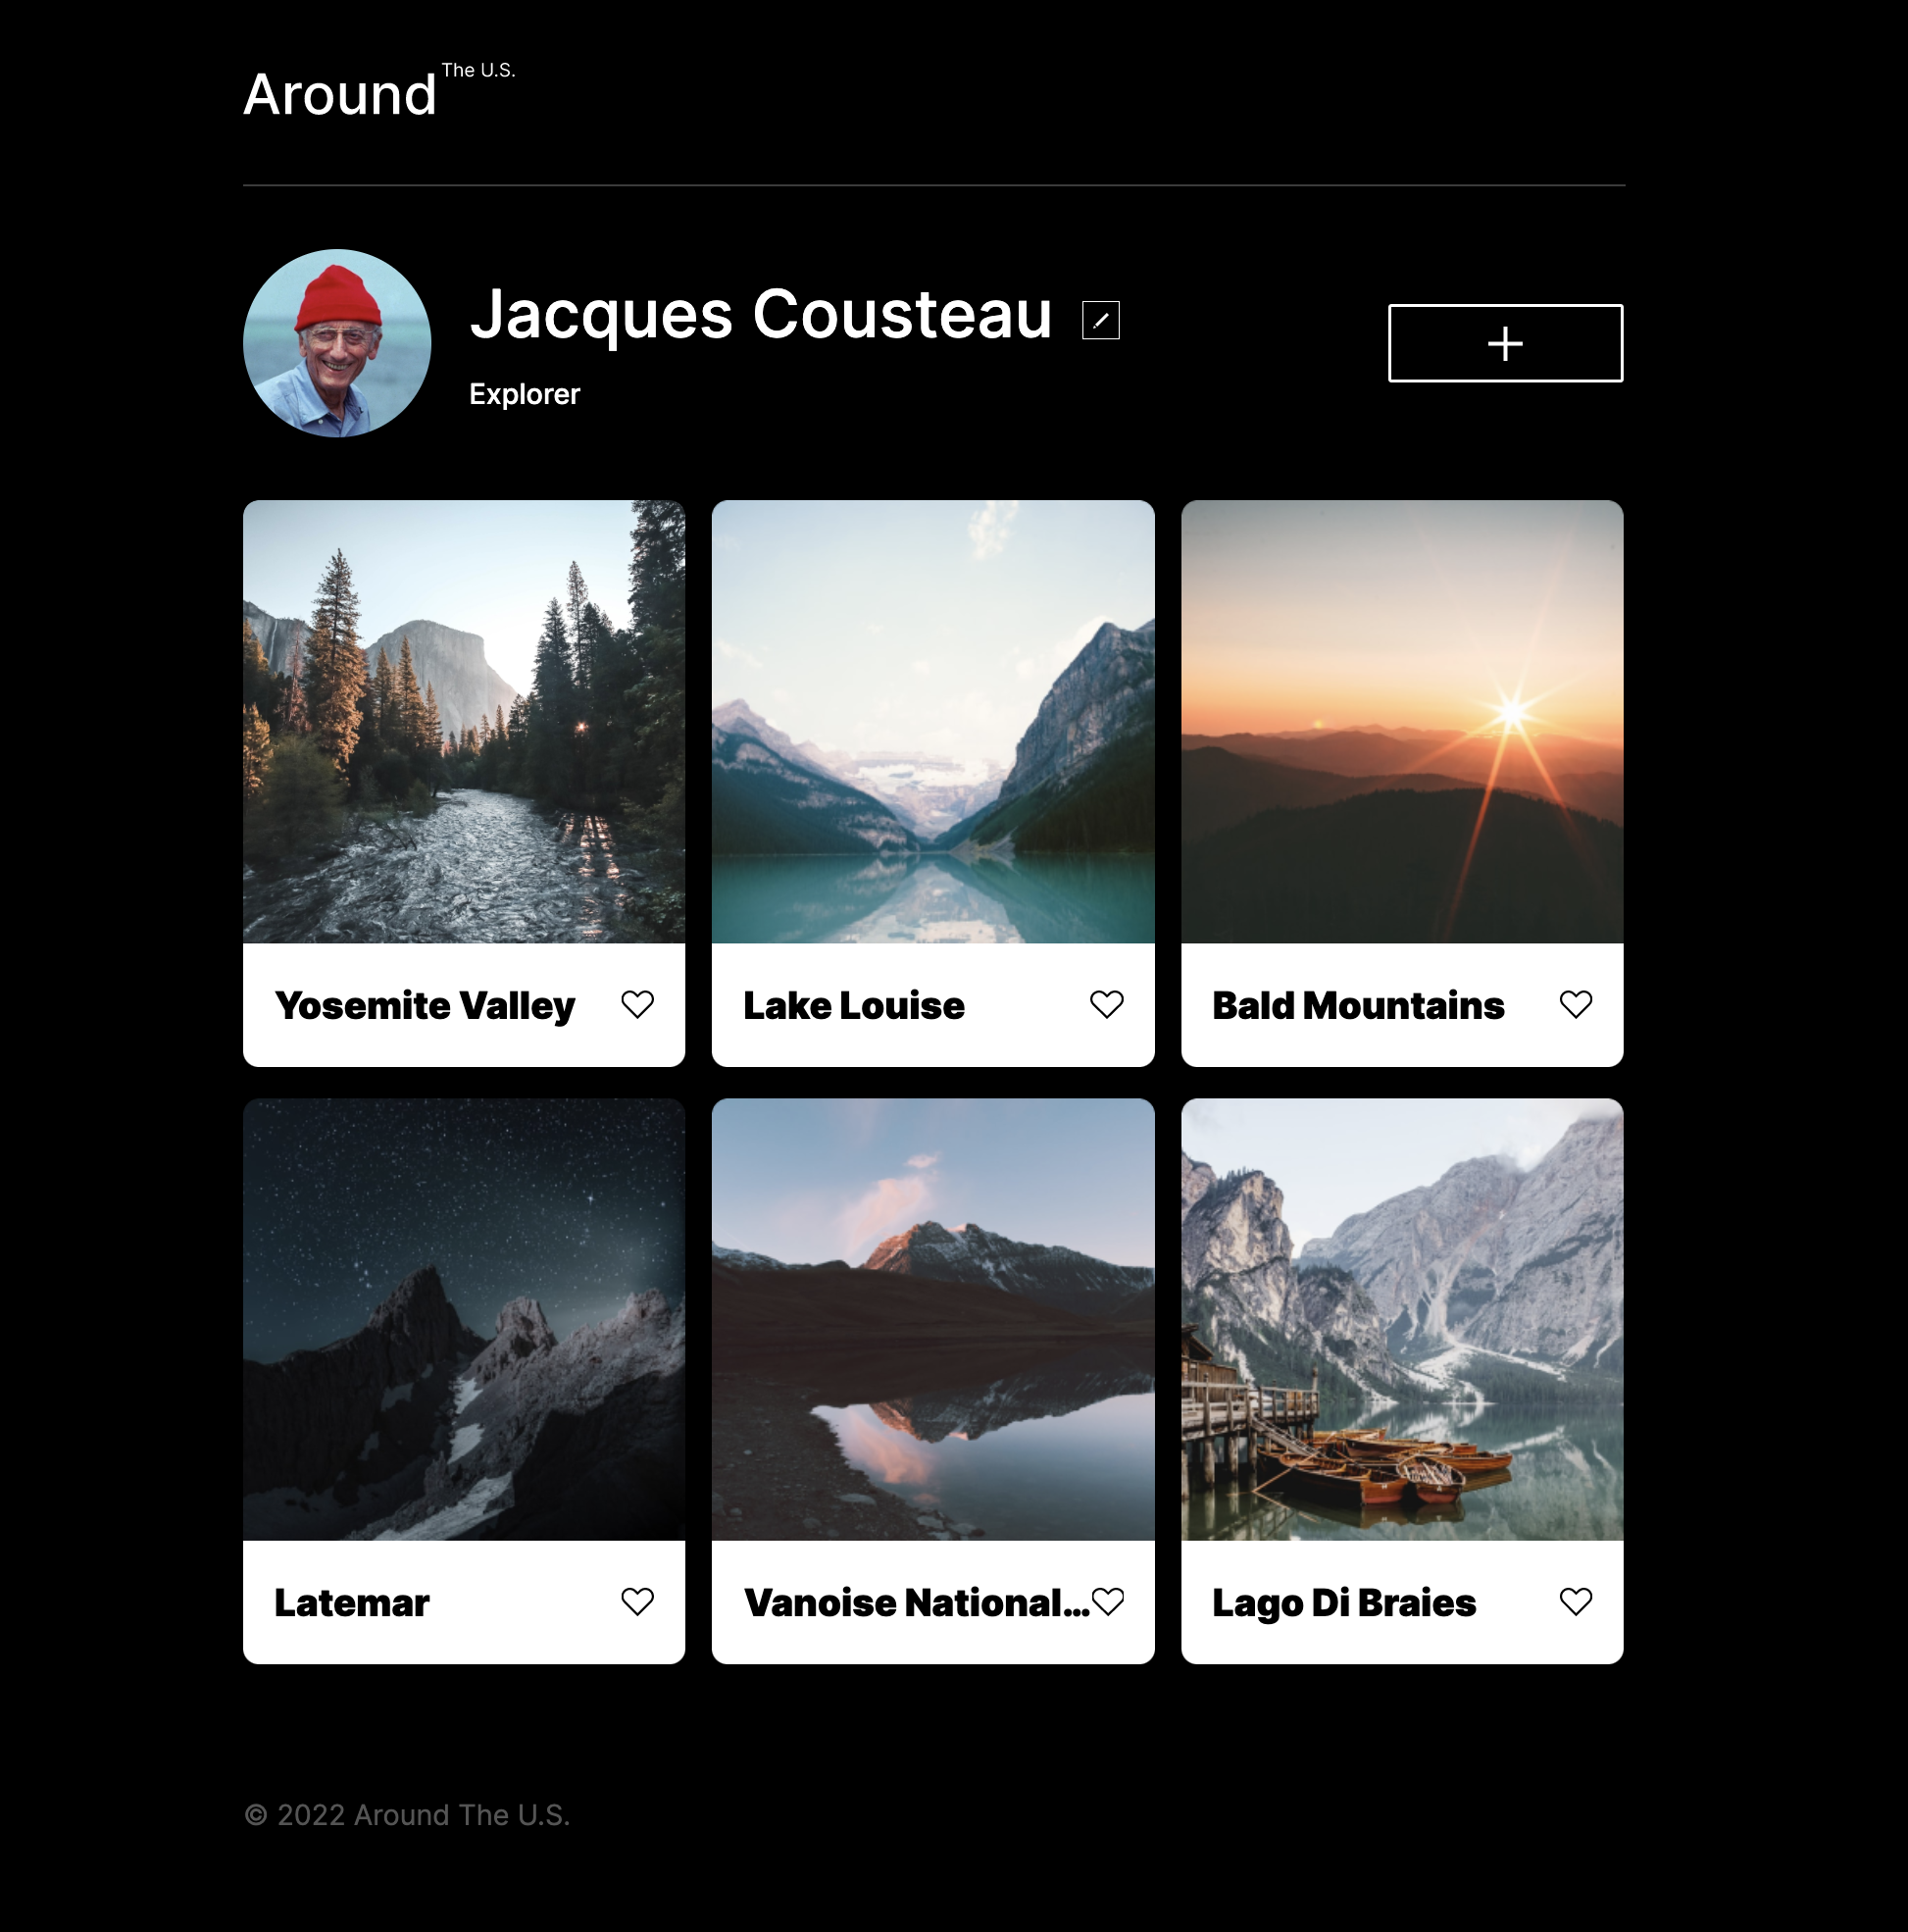 Around The U.S.
Jacques Cousteau
Explorer
Yosemite Valley
Lake Louise
Bald Mountains
Latemar
Vanoise National...
Lago Di Braies
© 2022 Around The U.S.